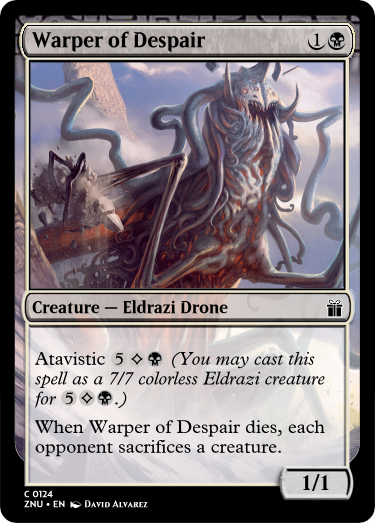 Warper of Despair 1
Creature — Eldrazi Drone
Atavistic 5 (You may cast
this spell as a 7/7 colorless Eldrazi creature
for 5 .)
When Warper of Despair dies, each
opponent sacrifices a creature.
1/1
C 0124
ZNU • EN DAVID ALVAREZ